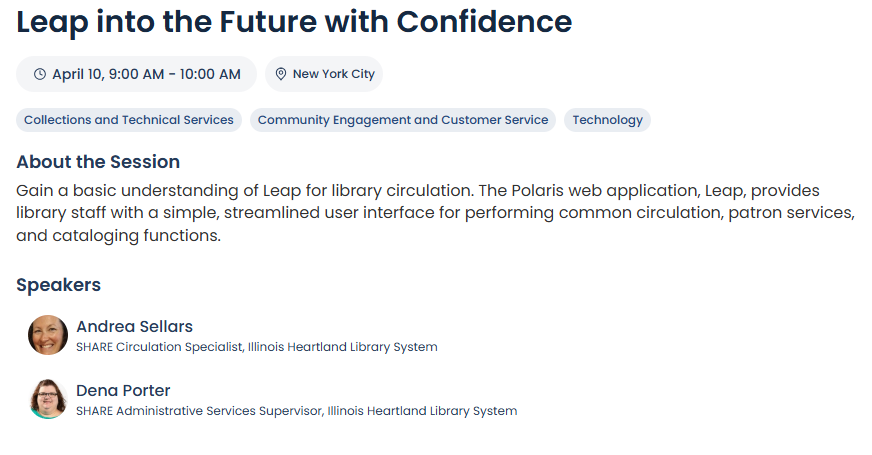 Leap into the Future with Confidence
April 10, 9:00 AM - 10:00 AM
New York City
Collections and Technical Services
Community Engagement and Customer Service
Technology
About the Session
Gain a basic understanding of Leap for library circulation. The Polaris web application, Leap, provides
library staff with a simple, streamlined user interface for performing common circulation, patron services,
and cataloging functions.
Speakers
Andrea Sellars
SHARE Circulation Specialist, Illinois Heartland Library System
Dena Porter
SHARE Administrative Services Supervisor, Illinois Heartland Library System